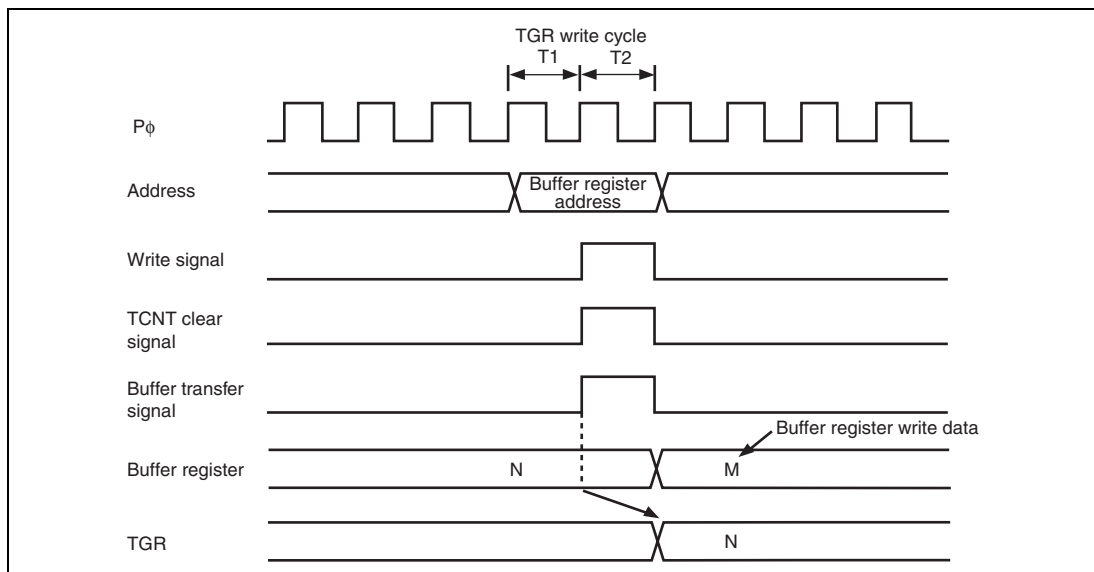 TGR write cycle
T1 T2
Pϕ
Address
Buffer register
address
Write signal
TCNT clear
signal
Buffer transfer
signal
Buffer register write data
Buffer register
N M
TGR
N